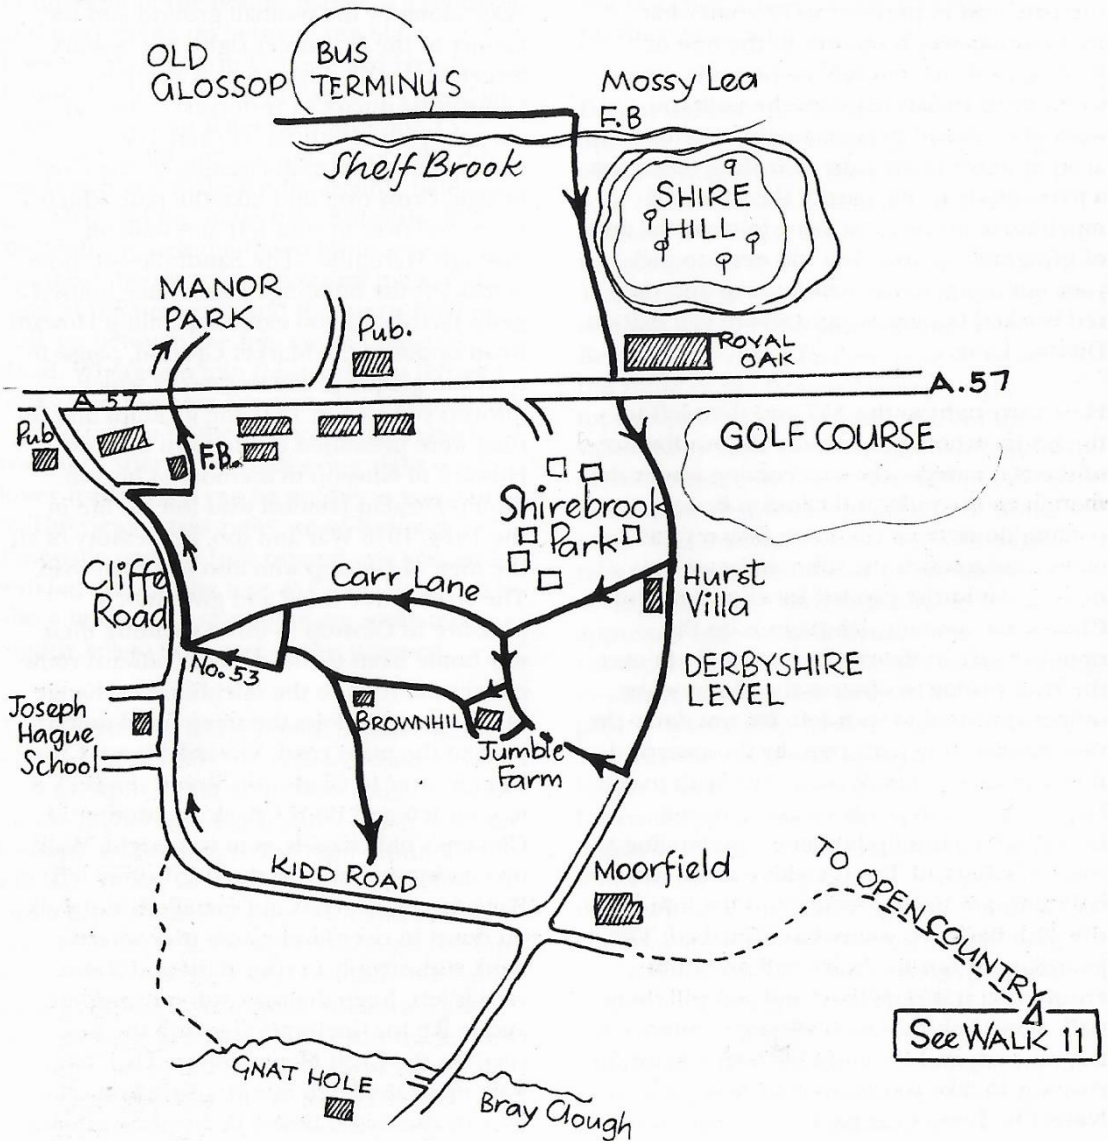 OLD
GLOSSOP
BUS
TERMINUS
Mossy Lea
F.B
Shelf Brook
SHIRE
HILL
MANOR
PARK
Pub.
ROYAL
OAK
A.57
A.57
Pub
F.B.
GOLF COURSE
Shirebrook
Park
Cliffe
Road
Carr Lane
Hurst
Villa
No.53
DERBYSHIRE
LEVEL
Joseph
Hague
School
BROWNHIL
Jumble
Farm
KIDD ROAD
Moorfield
TO OPEN COUNTRY
See WALK 11
GNAT HOLE
Bray Clough